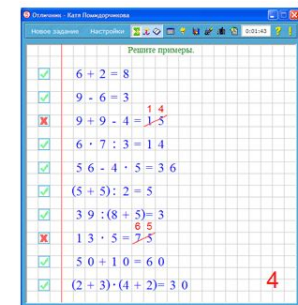 Отличник - Катя Помидорчикова
Новое задание Настройки 0:01:43
Решите примеры.
6 + 2 = 8
9 - 6 = 3
1 4
9 + 9 - 4 = 1 5
6 · 7 : 3 = 1 4
5 6 - 4 · 5 = 3 6
(5 + 5) : 2 = 5
3 9 : (8 + 5) = 3
6 5
1 3 · 5 = 7 5
5 0 + 1 0 = 6 0
(2 + 3) · (4 + 2) = 3 0
4